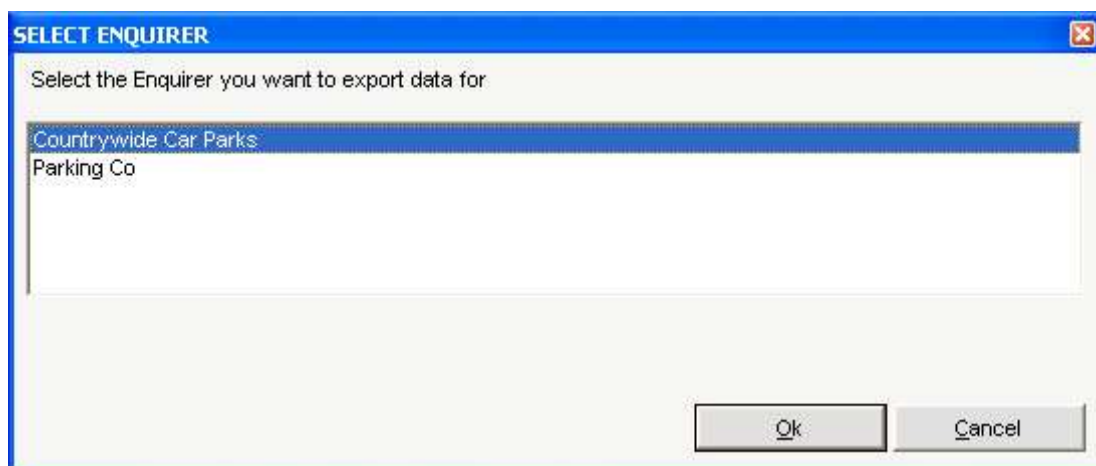 SELECT ENQUIRER
Select the Enquirer you want to export data for
Countrywide Car Parks
Parking Co
Ok Cancel